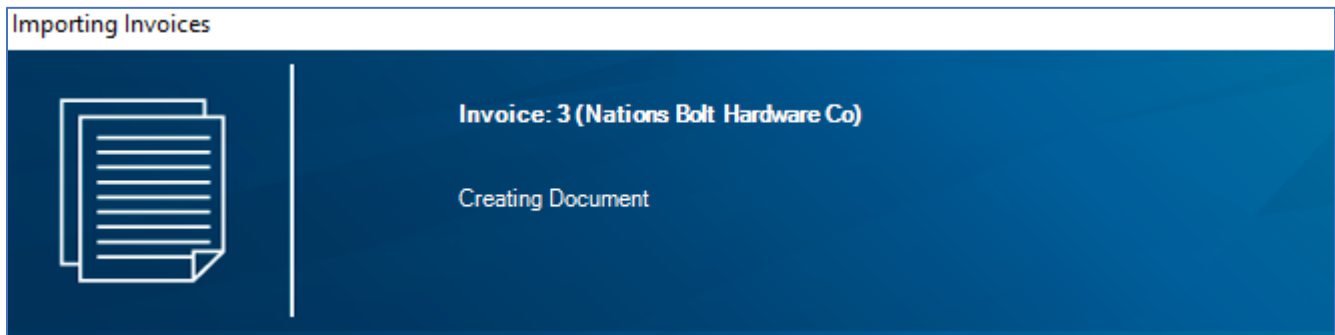 Importing Invoices
Invoice: 3 (Nations Bolt Hardware Co)
Creating Document